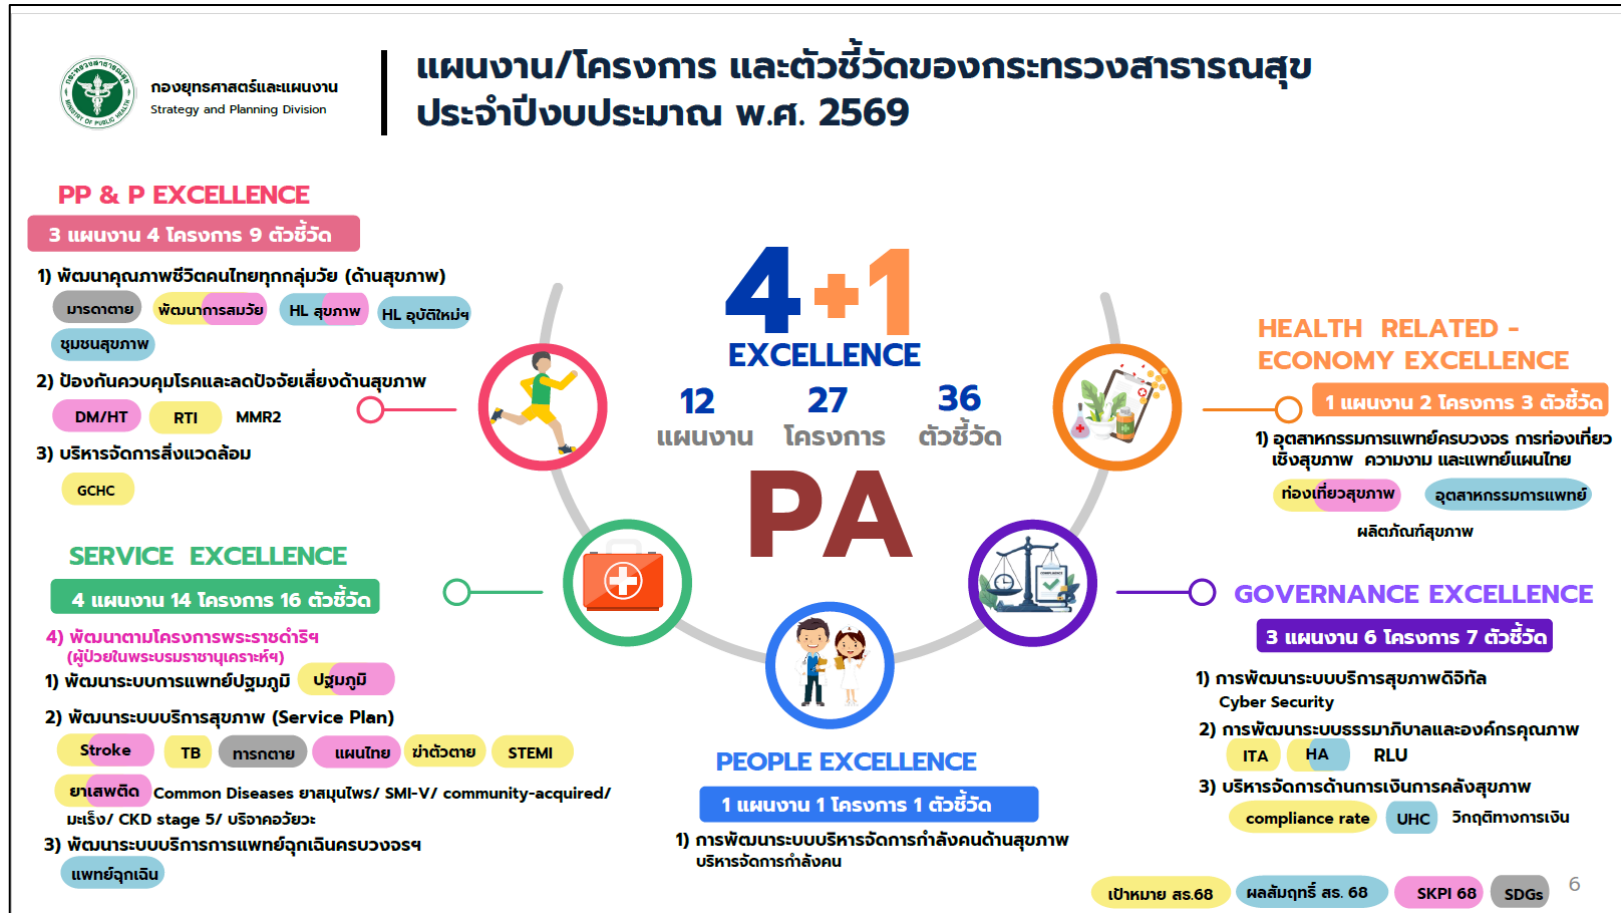 กองยุทธศาสตร์และแผนงาน
Strategy and Planning Division
แผนงาน/โครงการ และตัวชี้วัดของกระทรวงสาธารณสุข
ประจำปีงบประมาณ พ.ศ. 2569
PP & P EXCELLENCE
3 แผนงาน 4 โครงการ 9 ตัวชี้วัด
1) พัฒนาคุณภาพชีวิตคนไทยทุกกลุ่มวัย (ด้านสุขภาพ)
มารดาตาย พัฒนาการสมวัย HL สุขภาพ HL อุบัติใหม่ฯ
ชุมชนสุขภาพ
2) ป้องกันควบคุมโรคและลดปัจจัยเสี่ยงด้านสุขภาพ
DM/HT RTI MMR2
3) บริหารจัดการสิ่งแวดล้อม
GCHC
SERVICE EXCELLENCE
4 แผนงาน 14 โครงการ 16 ตัวชี้วัด
4) พัฒนาตามโครงการพระราชดำริฯ
(ผู้ป่วยในพระบรมราชานุเคราะห์ฯ)
1) พัฒนาระบบการแพทย์ปฐมภูมิ ปฐมภูมิ
2) พัฒนาระบบบริการสุขภาพ (Service Plan)
Stroke TB ทารกตาย แผนไทย ฆ่าตัวตาย STEMI
ยาเสพติด Common Diseases ยาสมุนไพร/ SMI-V/ community-acquired/
มะเร็ง/ CKD stage 5/ บริจาคอวัยวะ
3) พัฒนาระบบบริการการแพทย์ฉุกเฉินครบวงจรฯ
แพทย์ฉุกเฉิน
4+1
EXCELLENCE
12 27 36
แผนงาน โครงการ ตัวชี้วัด
PA
PEOPLE EXCELLENCE
1 แผนงาน 1 โครงการ 1 ตัวชี้วัด
1) การพัฒนาระบบบริหารจัดการกำลังคนด้านสุขภาพ
บริหารจัดการกำลังคน
HEALTH RELATED -
ECONOMY EXCELLENCE
1 แผนงาน 2 โครงการ 3 ตัวชี้วัด
1) อุตสาหกรรมการแพทย์ครบวงจร การท่องเที่ยว
เชิงสุขภาพ ความงาม และแพทย์แผนไทย
ท่องเที่ยวสุขภาพ อุตสาหกรรมการแพทย์
ผลิตภัณฑ์สุขภาพ
GOVERNANCE EXCELLENCE
3 แผนงาน 6 โครงการ 7 ตัวชี้วัด
1) การพัฒนาระบบบริการสุขภาพดิจิทัล
Cyber Security
2) การพัฒนาระบบธรรมาภิบาลและองค์กรคุณภาพ
ITA HA RLU
3) บริหารจัดการด้านการเงินการคลังสุขภาพ
compliance rate UHC วิกฤติทางการเงิน
เป้าหมาย สธ.68 ผลสัมฤทธิ์ สธ. 68 SKPI 68 SDGs 6